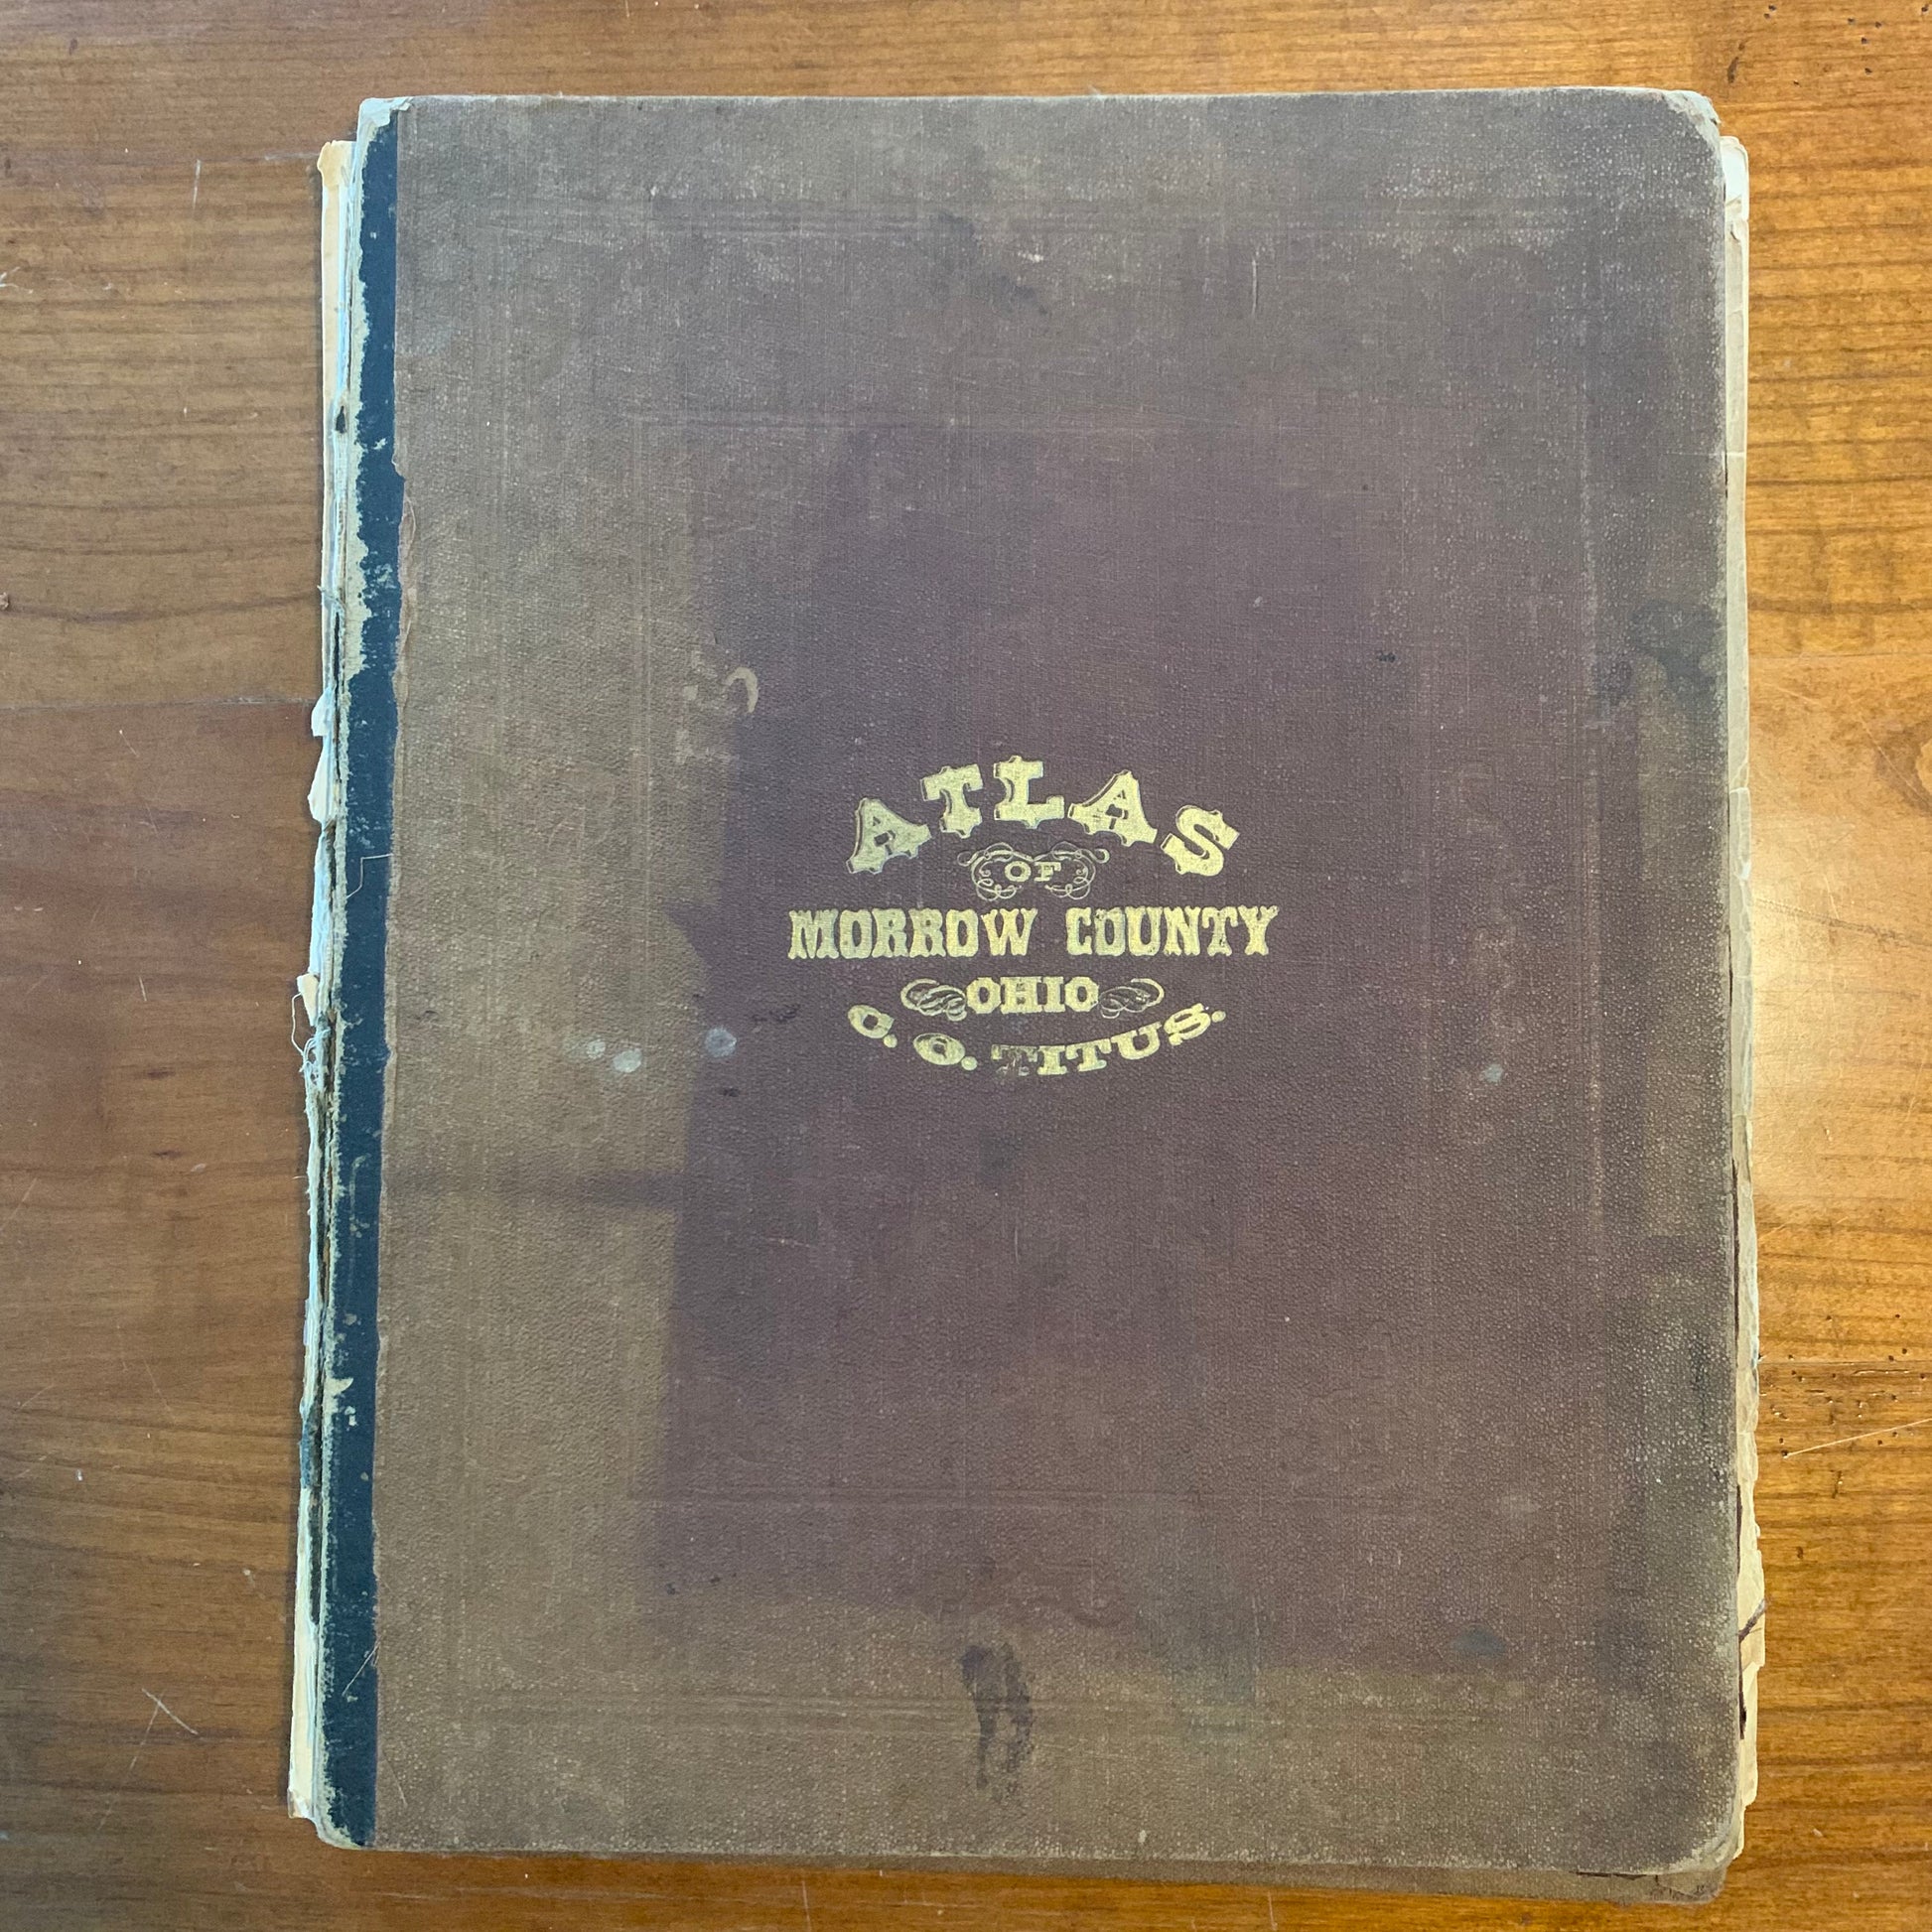 ATLAS
OF
MORROW COUNTY
OHIO
C. O. TITUS.